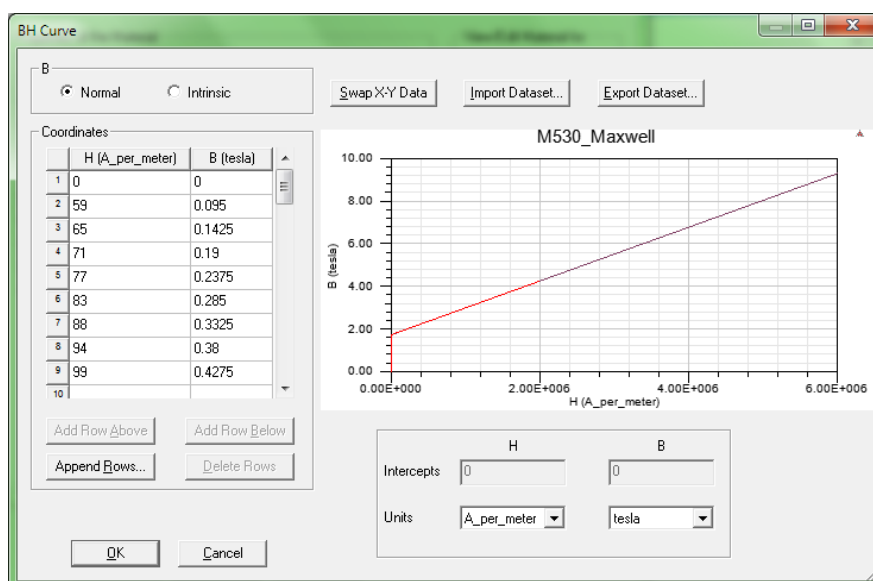 BH Curve
B
Normal Intrinsic
Swap X-Y Data Import Dataset... Export Dataset...
Coordinates
H (A_per_meter) B (tesla)
1 0 0
2 59 0.095
3 65 0.1425
4 71 0.19
5 77 0.2375
6 83 0.285
7 88 0.3325
8 94 0.38
9 99 0.4275
10
Add Row Above Add Row Below
Append Rows... Delete Rows
OK Cancel
M530_Maxwell
10.00
8.00
6.00
4.00
2.00
0.00
B (tesla)
0.00E+000 2.00E+006 4.00E+006 6.00E+006
H (A_per_meter)
H B
Intercepts 0 0
Units A_per_meter tesla